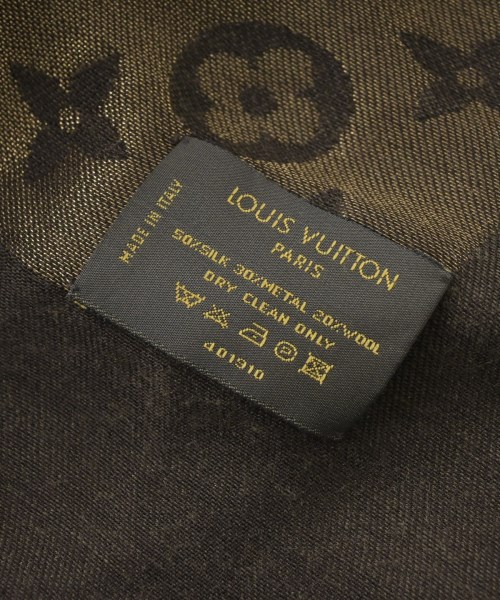 LOUIS VUITTON
PARIS
MADE IN ITALY
50%SILK 30%METAL 20%WOOL
DRY CLEAN ONLY
401910